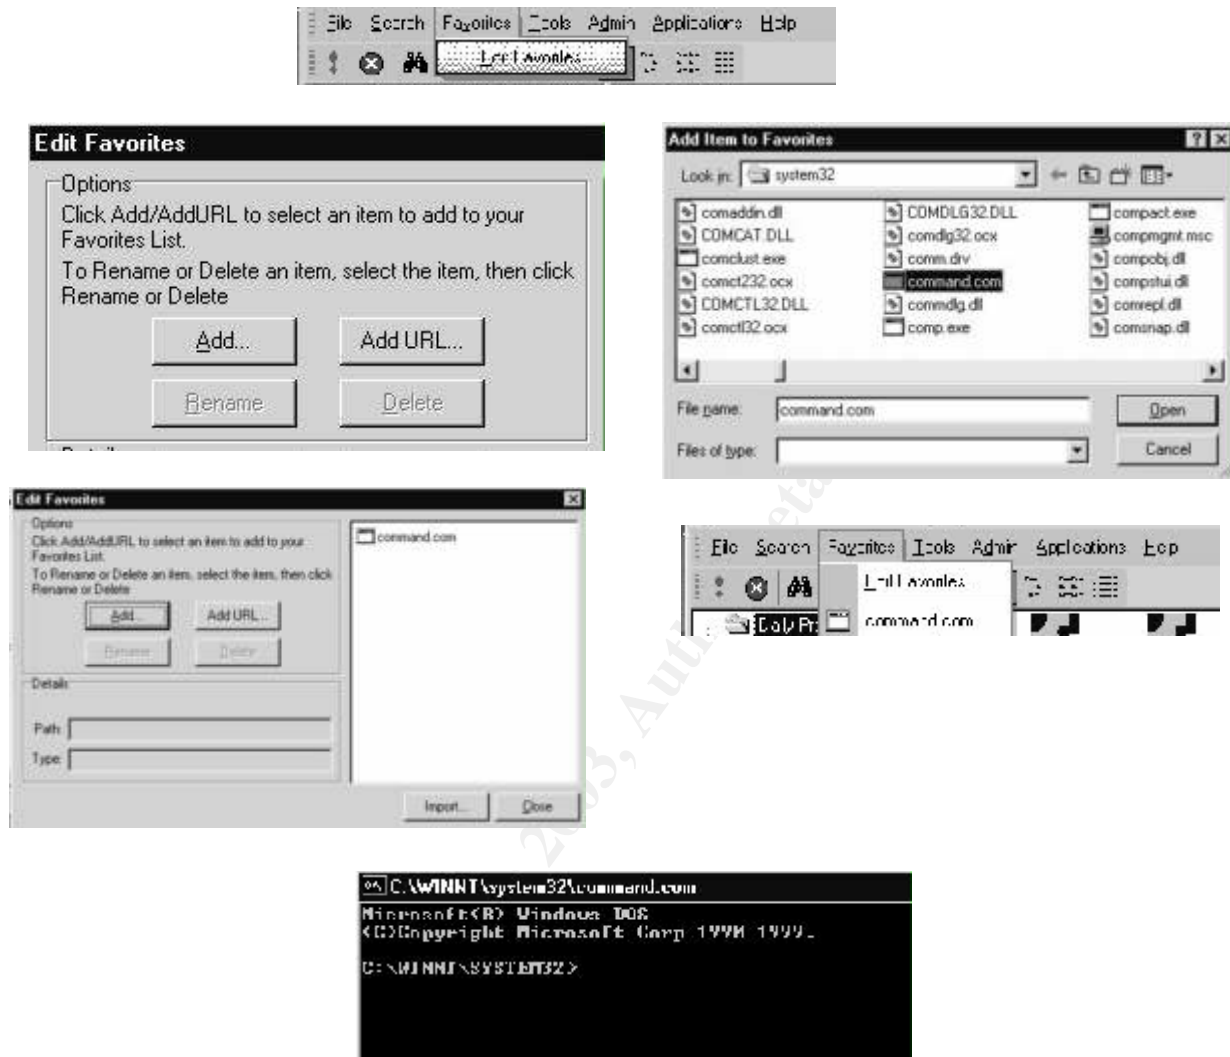 File Search Favorites Tools Admin Applications Help
Edit Favorites
Options
Click Add/AddURL to select an item to add to your
Favorites List.
To Rename or Delete an item, select the item, then click
Rename or Delete
Add... Add URL...
Rename Delete
Add Item to Favorites
Look in: system32
comaddin.dll COMDLG32.DLL compact.exe
COMCAT.DLL comdlg32.ocx compmgmt.msc
comclust.exe comm.drv compobj.dll
comct232.ocx command.com compstui.dll
COMCTL32.DLL commdlg.dll comrepl.dll
comctl32.ocx comp.exe comsnap.dll
File name: command.com Open
Files of type: Cancel
Edit Favorites
Options
Click Add/AddURL to select an item to add to your
Favorites List.
To Rename or Delete an item, select the item, then click
Rename or Delete
Add... Add URL...
Rename Delete
Details
Path:
Type:
command.com
Import... Close
File Search Favorites Tools Admin Applications Help
Edit Favorites
command.com
C:\WINNT\system32\command.com
Microsoft(R) Windows DOS
(C)Copyright Microsoft Corp 1990-1999.
C:\WINNT\SYSTEM32>
2003, Aut